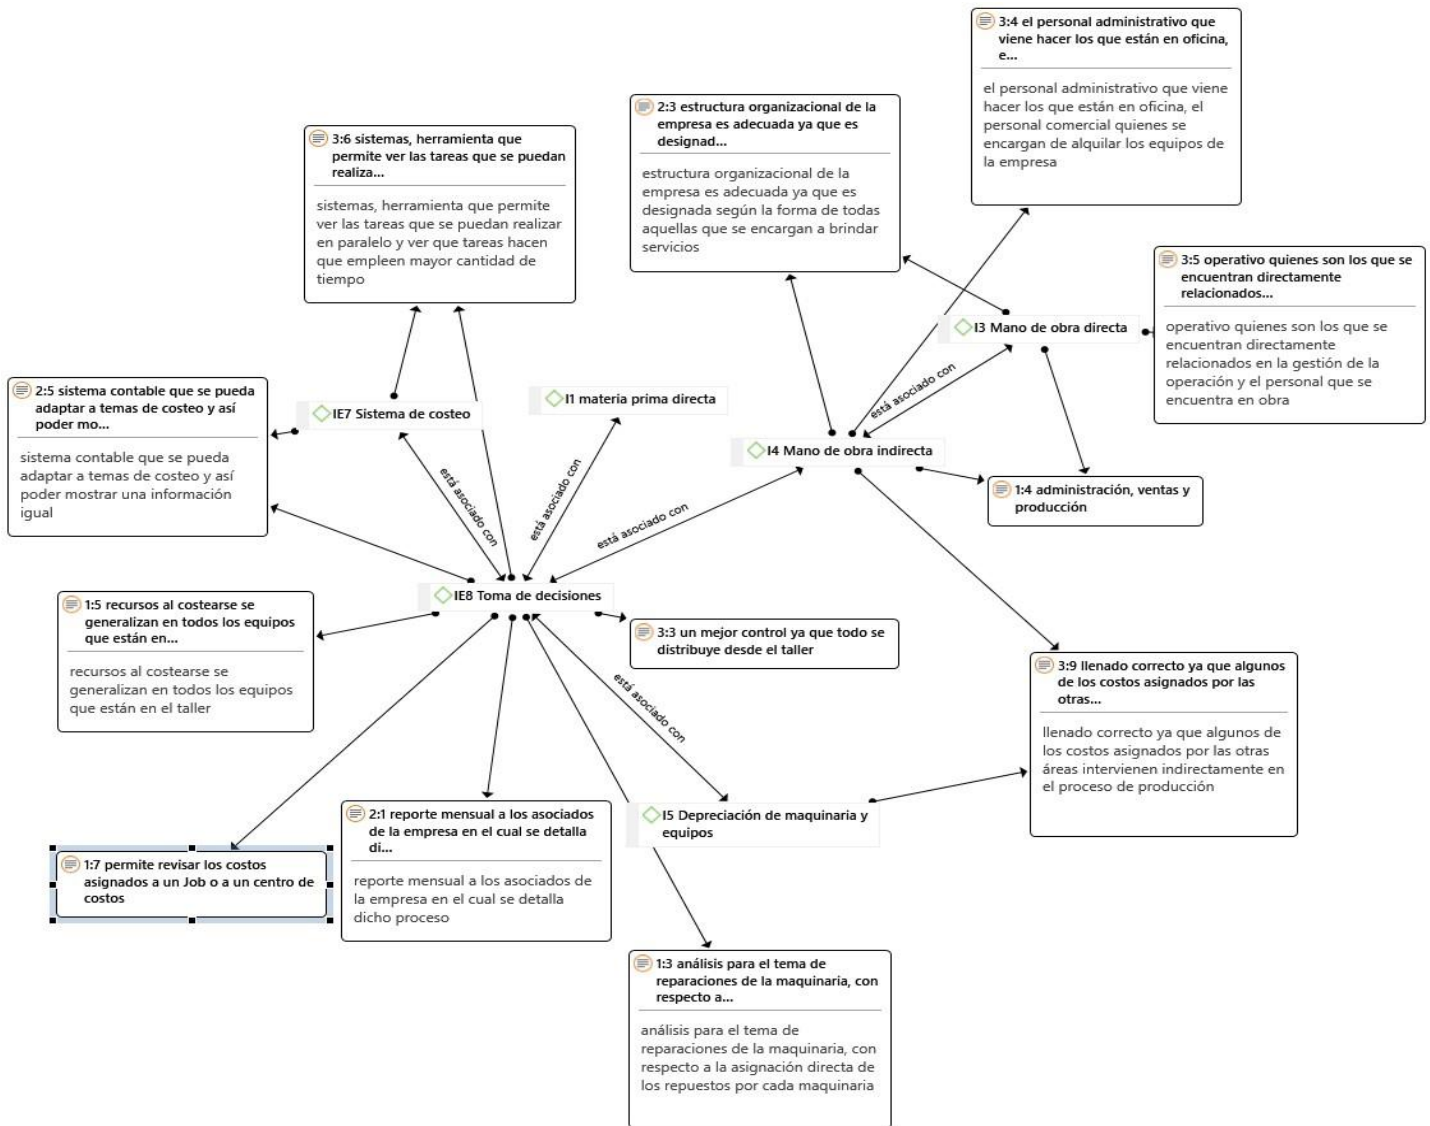 3:4 el personal administrativo que
viene hacer los que están en oficina,
e...
el personal administrativo que viene
hacer los que están en oficina, el
personal comercial quienes se
encargan de alquilar los equipos de
la empresa
2:3 estructura organizacional de la
empresa es adecuada ya que es
designad...
estructura organizacional de la
empresa es adecuada ya que es
designada según la forma de todas
aquellas que se encargan a brindar
servicios
3:6 sistemas, herramienta que
permite ver las tareas que se puedan
realiza...
sistemas, herramienta que permite
ver las tareas que se puedan realizar
en paralelo y ver que tareas hacen
que empleen mayor cantidad de
tiempo
3:5 operativo quienes son los que se
encuentran directamente
relacionados...
operativo quienes son los que se
encuentran directamente
relacionados en la gestión de la
operación y el personal que se
encuentra en obra
I3 Mano de obra directa
está asociado con
2:5 sistema contable que se pueda
adaptar a temas de costeo y así
poder mo...
sistema contable que se pueda
adaptar a temas de costeo y así
poder mostrar una información
igual
IE7 Sistema de costeo
I1 materia prima directa
I4 Mano de obra indirecta
está asociado con
está asociado con
está asociado con
1:4 administración, ventas y
producción
IE8 Toma de decisiones
1:5 recursos al costearse se
generalizan en todos los equipos
que están en...
recursos al costearse se
generalizan en todos los equipos
que están en el taller
3:3 un mejor control ya que todo se
distribuye desde el taller
está asociado con
3:9 llenado correcto ya que algunos
de los costos asignados por las
otras...
llenado correcto ya que algunos de
los costos asignados por las otras
áreas intervienen indirectamente en
el proceso de producción
2:1 reporte mensual a los asociados
de la empresa en el cual se detalla
di...
reporte mensual a los asociados de
la empresa en el cual se detalla
dicho proceso
I5 Depreciación de maquinaria y
equipos
1:7 permite revisar los costos
asignados a un Job o a un centro de
costos
1:3 análisis para el tema de
reparaciones de la maquinaria, con
respecto a...
análisis para el tema de
reparaciones de la maquinaria, con
respecto a la asignación directa de
los repuestos por cada maquinaria